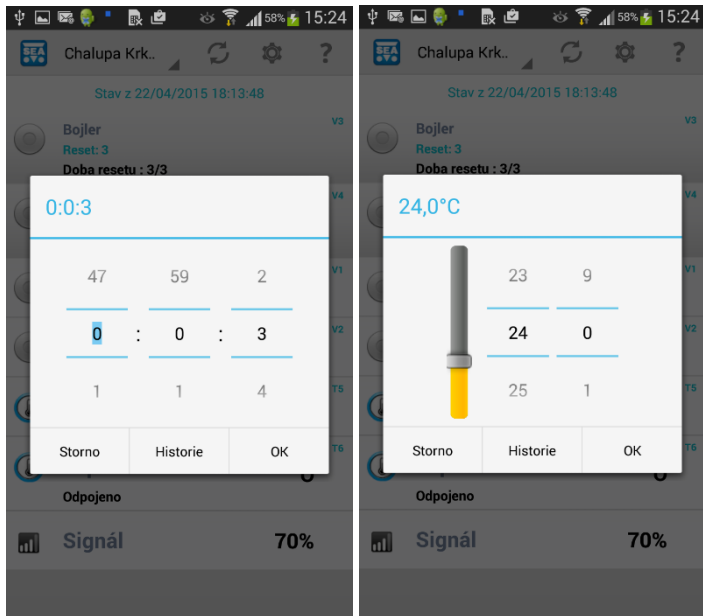 58% 15:24
SEA Chalupa Krk.. ?
Stav z 22/04/2015 18:13:48
Bojler V3
Reset: 3
Doba resetu : 3/3
V4
0:0:3
47 59 2
V1
0 : 0 : 3
V2
1 1 4
T5
Storno Historie OK
T6
Odpojeno
Signál 70%
58% 15:24
SEA Chalupa Krk.. ?
Stav z 22/04/2015 18:13:48
Bojler V3
Reset: 3
Doba resetu : 3/3
V4
24,0°C
23 9
V1
24 0
V2
25 1
T5
Storno Historie OK
T6
Odpojeno
Signál 70%